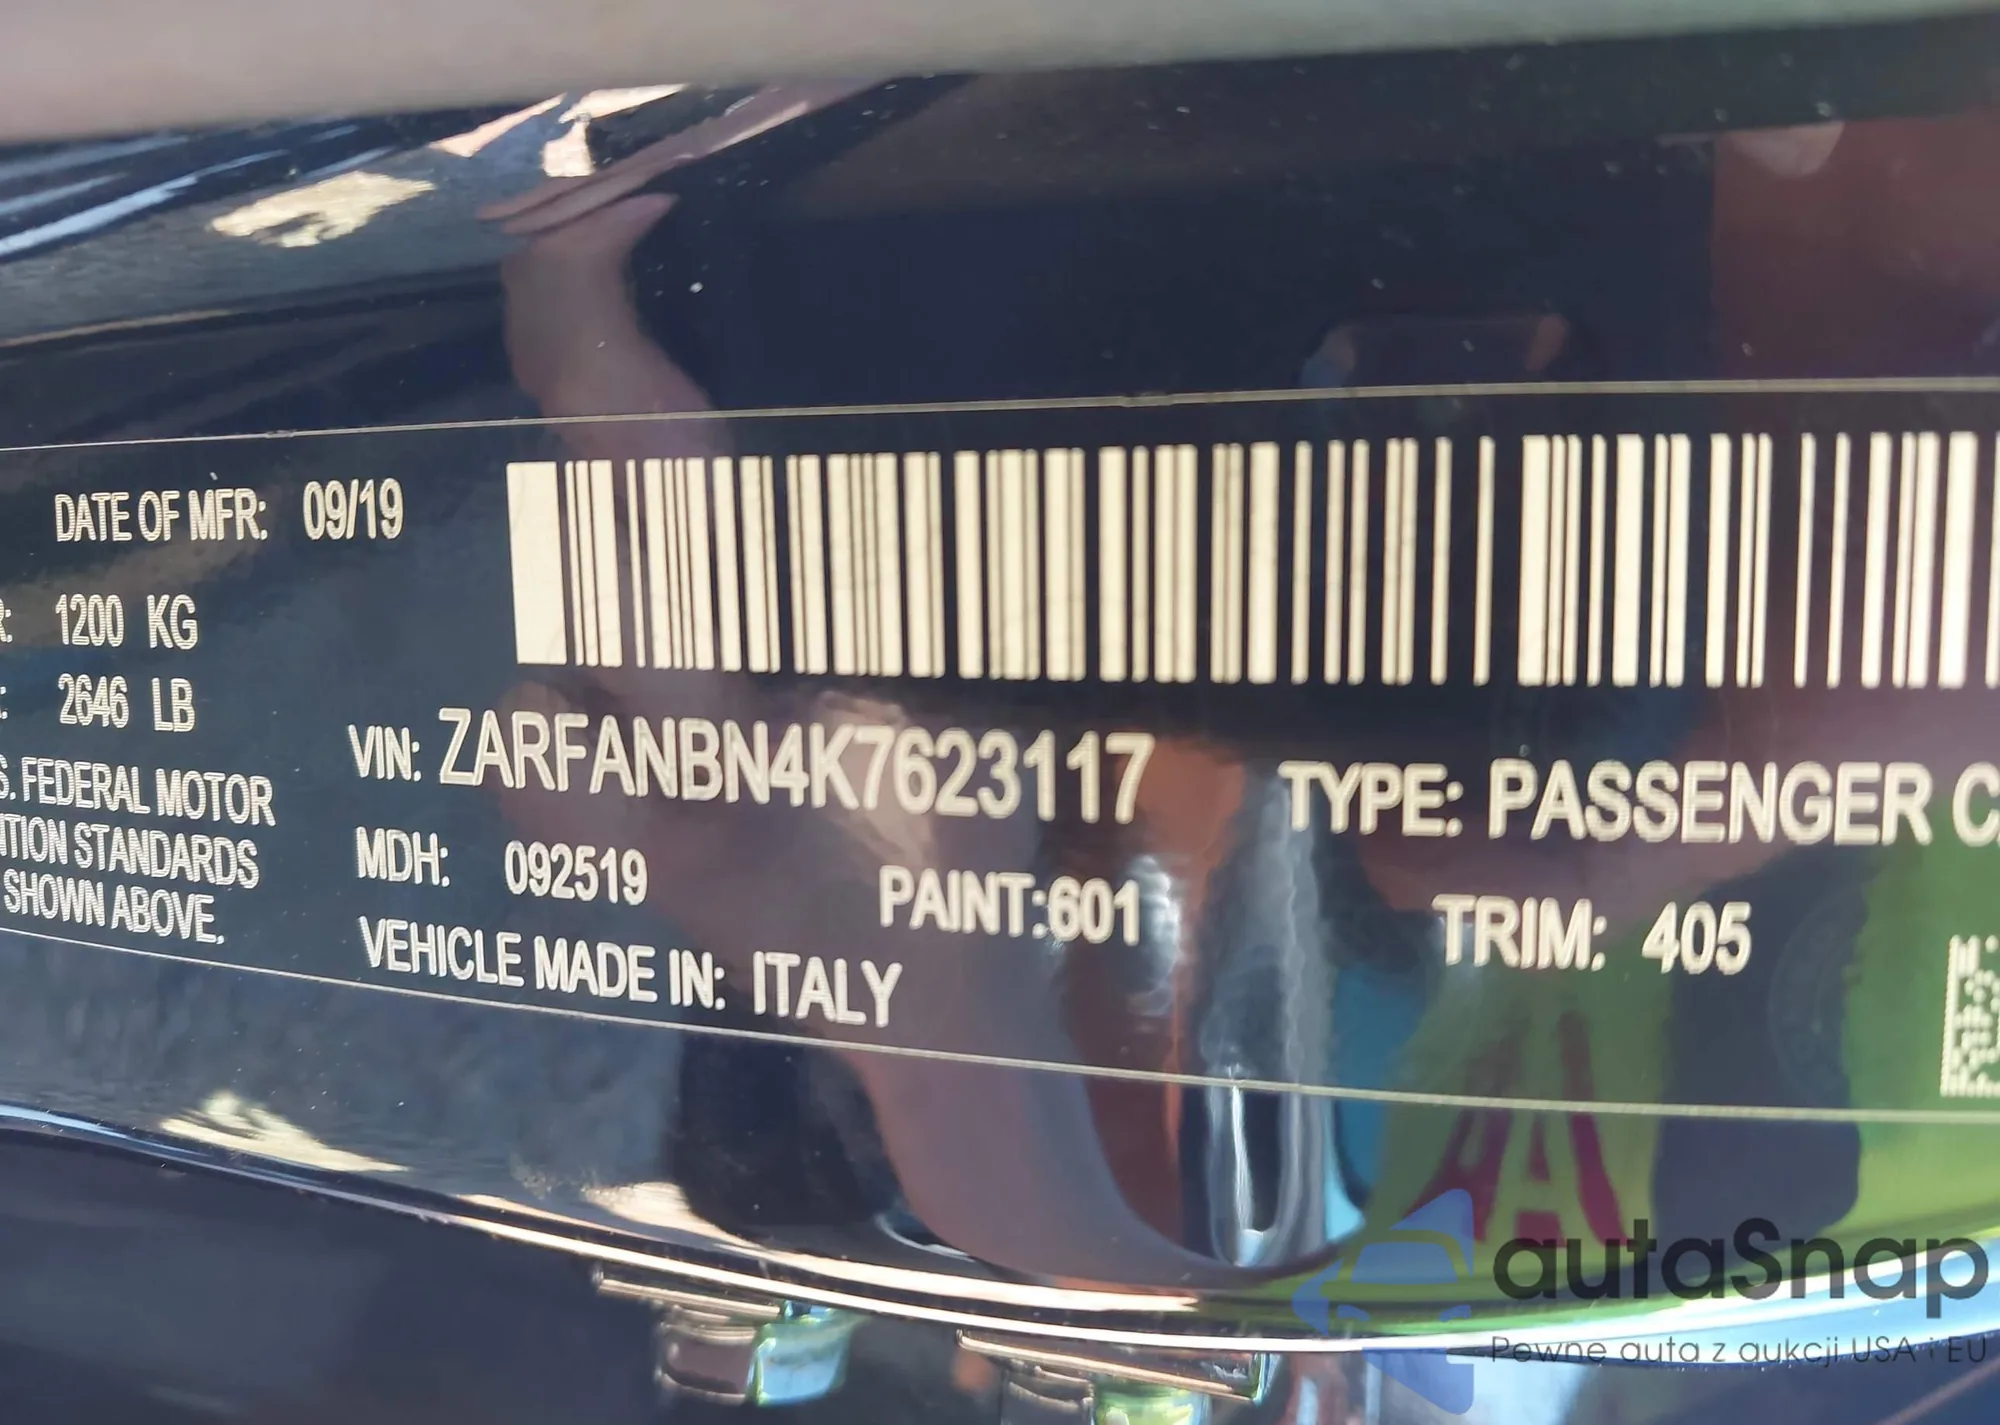 DATE OF MFR: 09/19
1200 KG
2646 LB
S. FEDERAL MOTOR
TION STANDARDS
SHOWN ABOVE.
VIN: ZARFANBN4K7623117
TYPE: PASSENGER C
MDH: 092519
PAINT:601
TRIM: 405
VEHICLE MADE IN: ITALY
autaSnap
Pewne auta z aukcji USA i EU